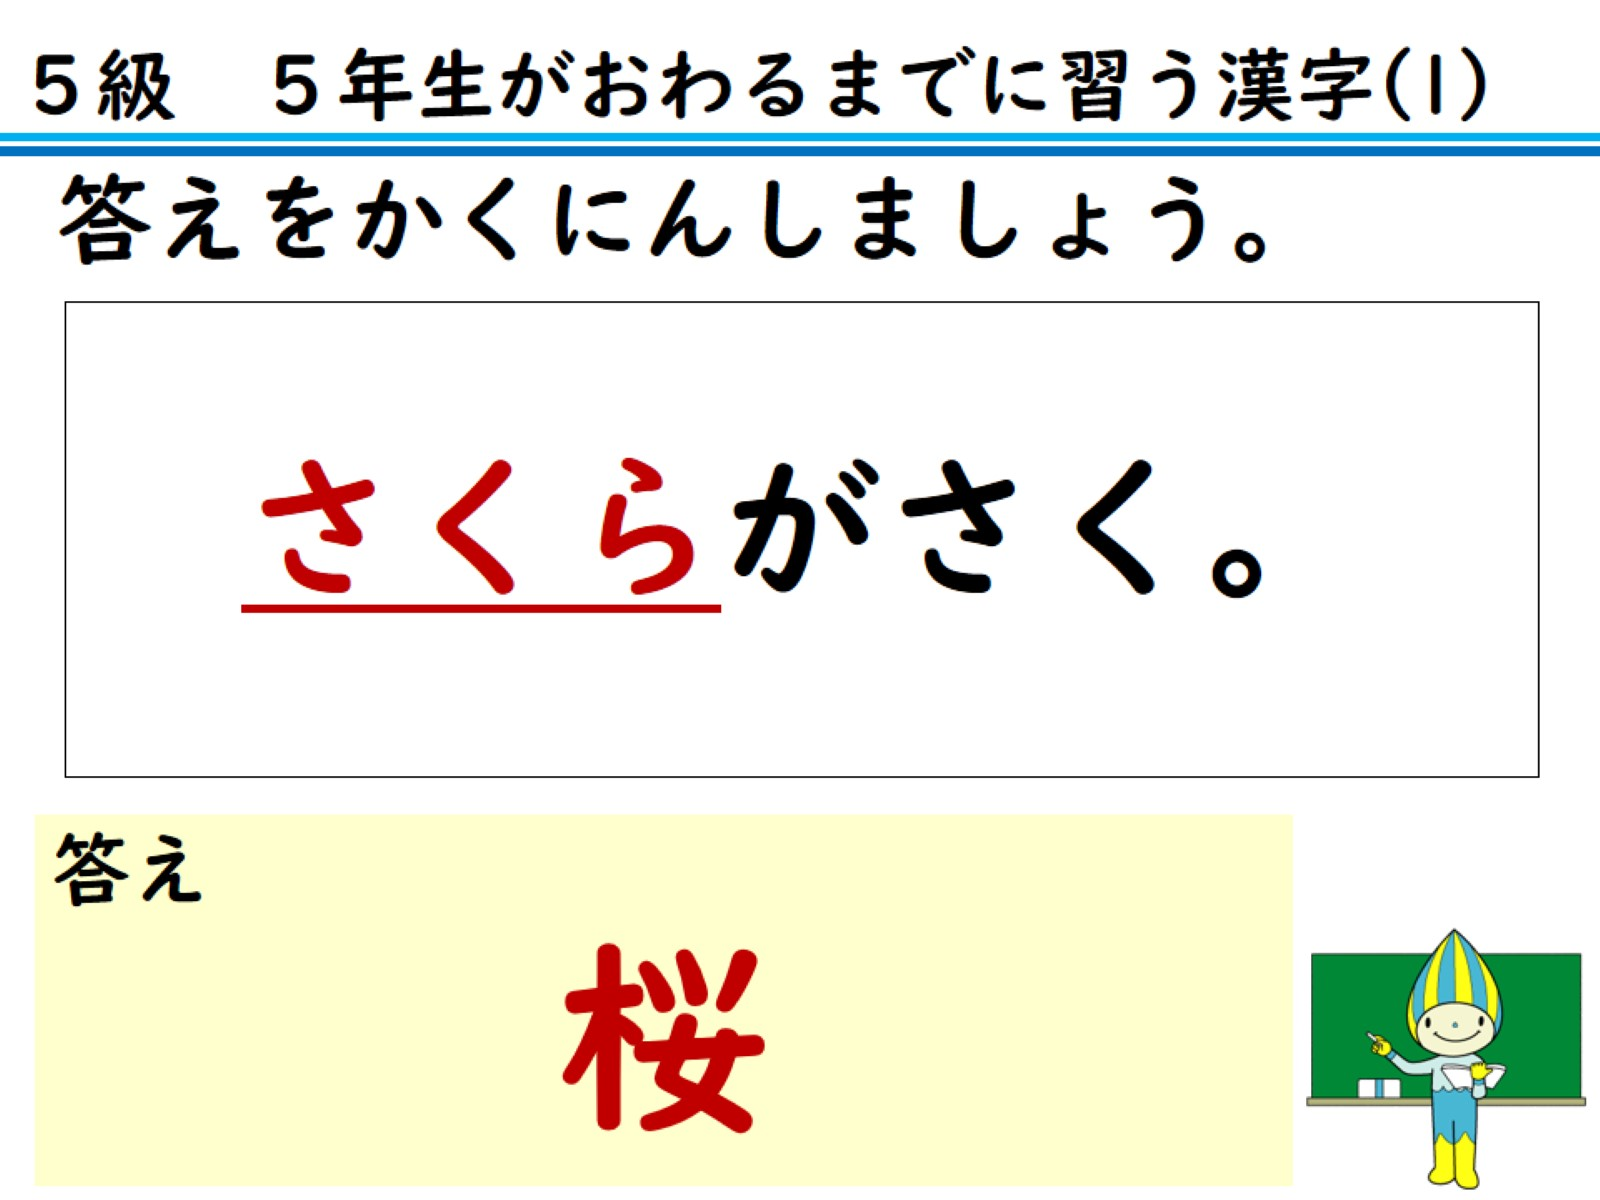 ５級　５年生がおわるまでに習う漢字(1)
答えをかくにんしましょう。
さくらがさく。
答え
桜